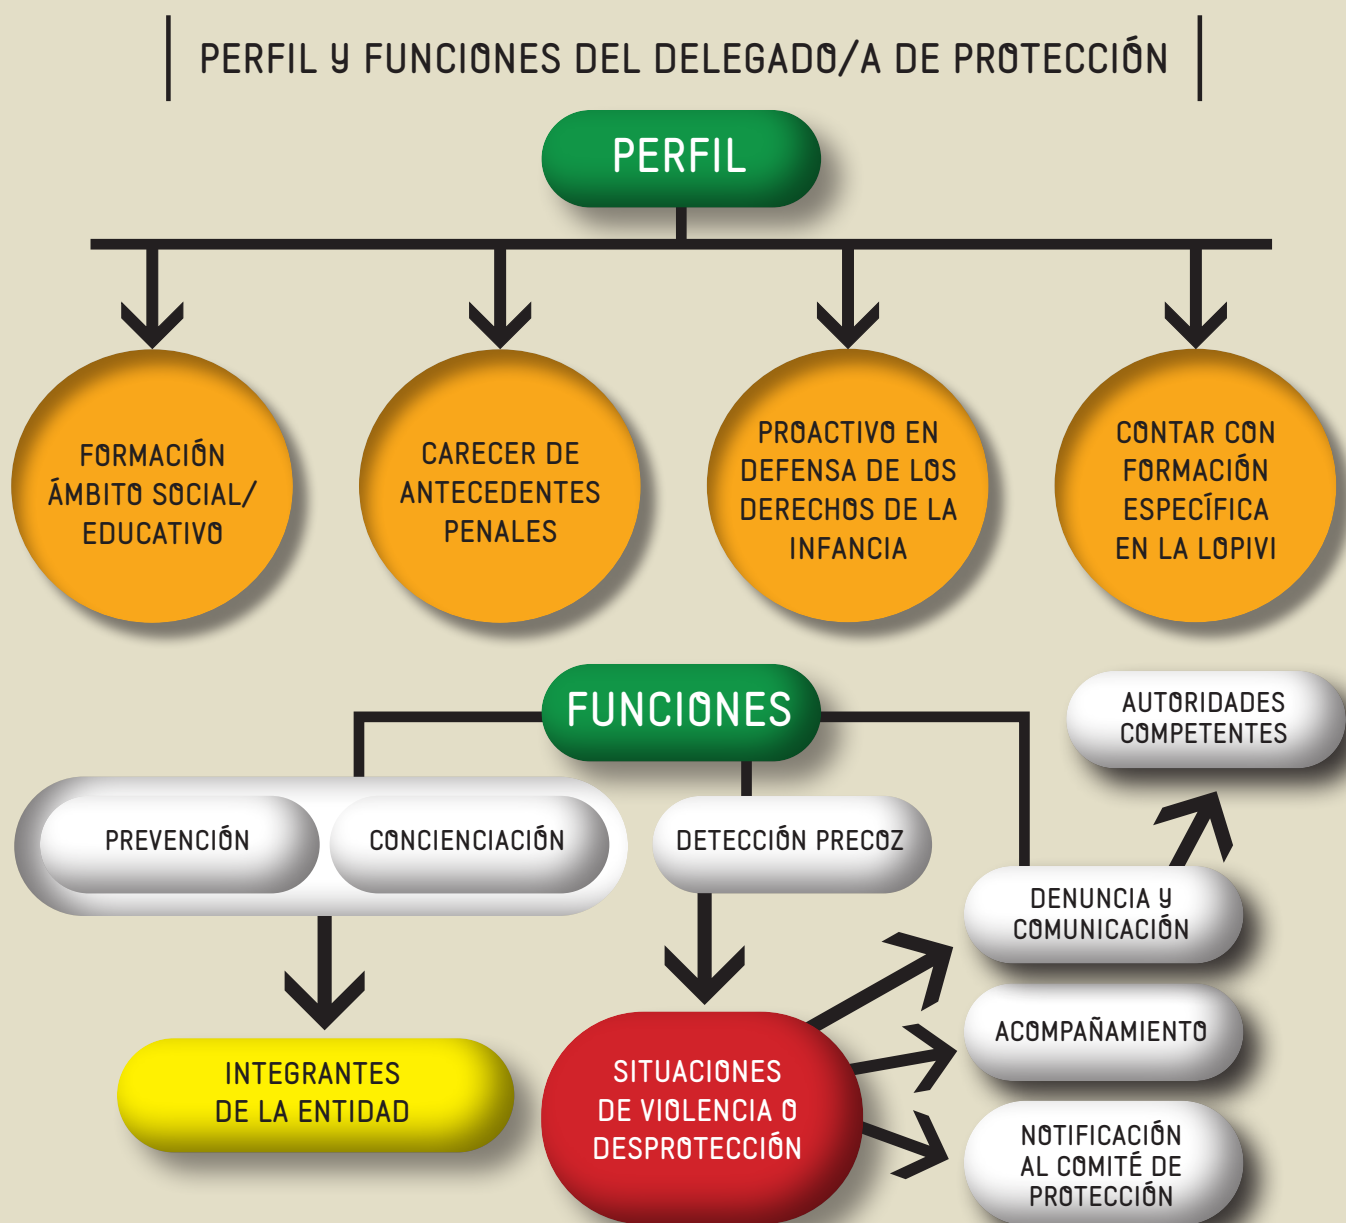 PERFIL Y FUNCIONES DEL DELEGADO/A DE PROTECCIÓN
PERFIL
FORMACIÓN
ÁMBITO SOCIAL/
EDUCATIVO
CARECER DE
ANTECEDENTES
PENALES
PROACTIVO EN
DEFENSA DE LOS
DERECHOS DE LA
INFANCIA
CONTAR CON
FORMACIÓN
ESPECÍFICA
EN LA LOPIVI
FUNCIONES
AUTORIDADES
COMPETENTES
PREVENCIÓN
CONCIENCIACIÓN
DETECCIÓN PRECOZ
DENUNCIA Y
COMUNICACIÓN
INTEGRANTES
DE LA ENTIDAD
SITUACIONES
DE VIOLENCIA O
DESPROTECCIÓN
ACOMPAÑAMIENTO
NOTIFICACIÓN
AL COMITÉ DE
PROTECCIÓN